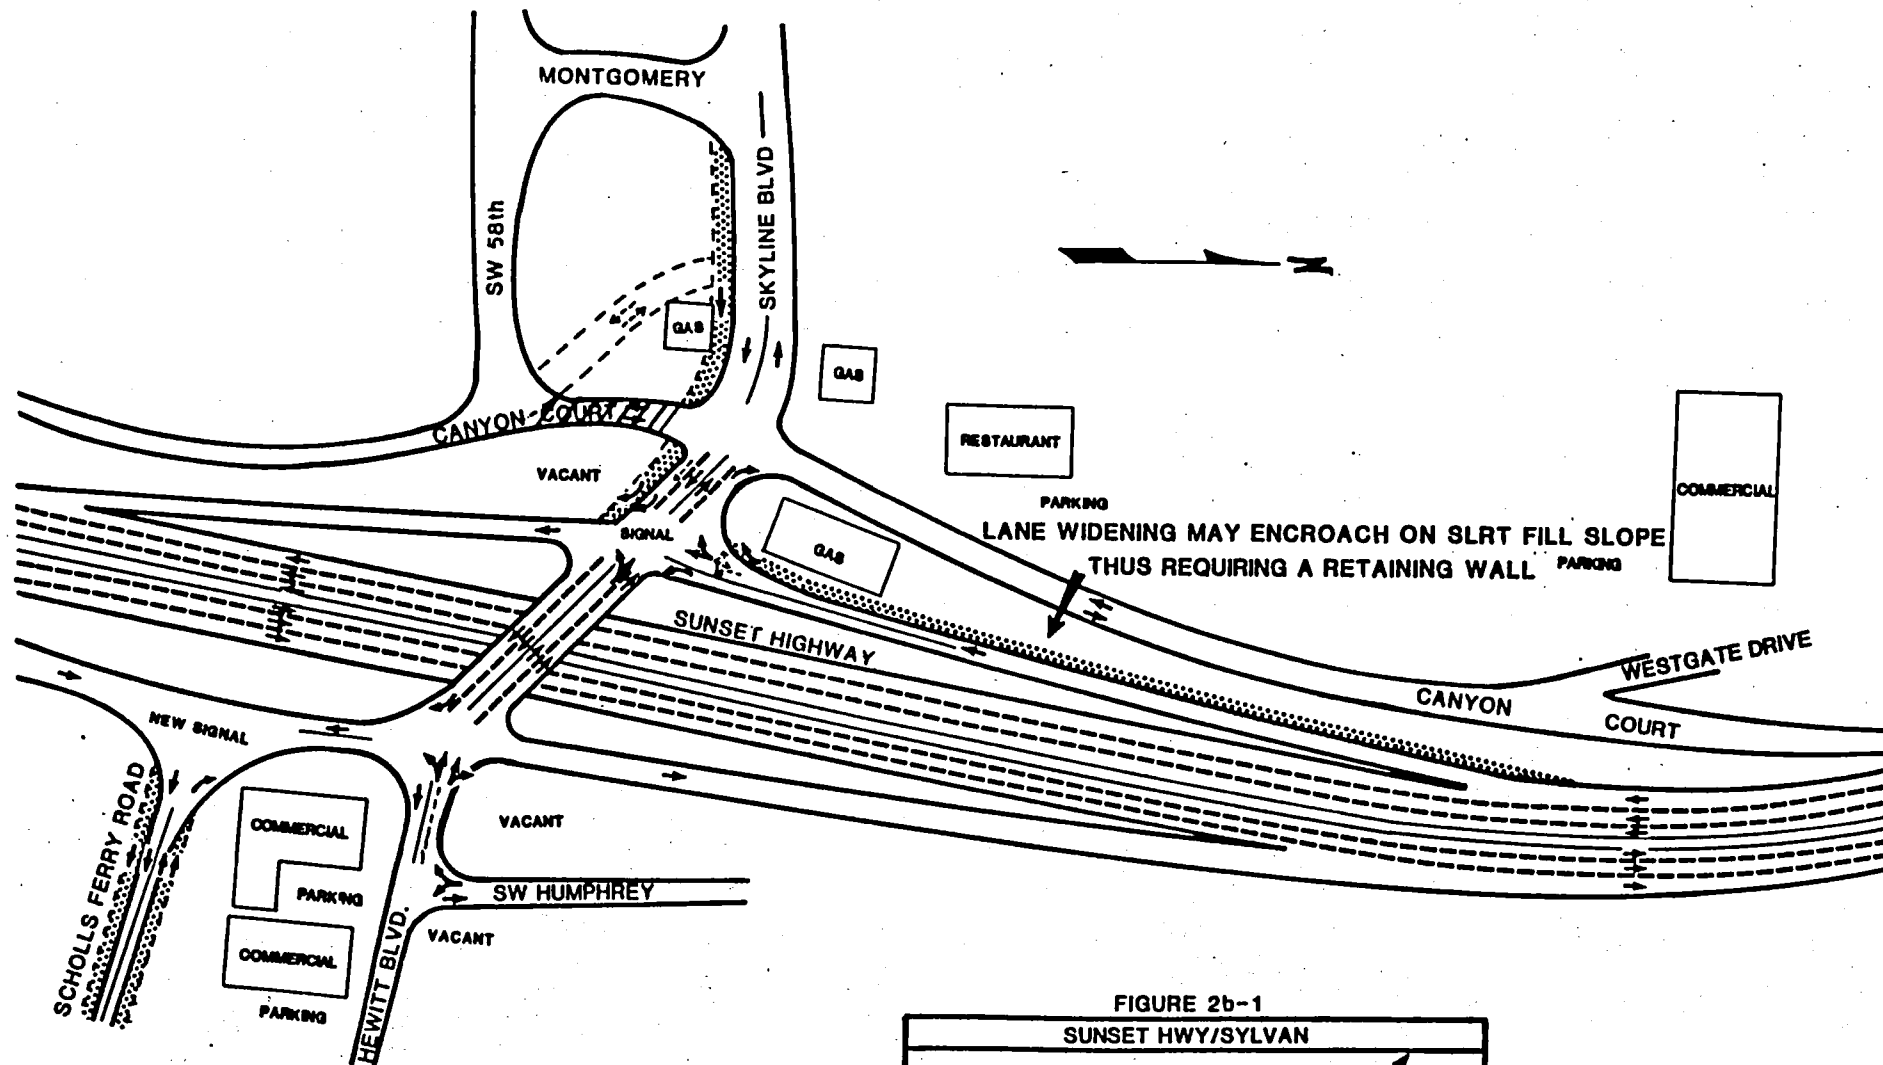 MONTGOMERY
SW 58th
SKYLINE BLVD
N
GAS
GAS
CANYON COURT
RESTAURANT
COMMERCIAL
VACANT
PARKING
SIGNAL
LANE WIDENING MAY ENCROACH ON SLRT FILL SLOPE
THUS REQUIRING A RETAINING WALL
PARKING
GAS
SUNSET HIGHWAY
WESTGATE DRIVE
CANYON
COURT
NEW SIGNAL
SCHOLLS FERRY ROAD
COMMERCIAL
VACANT
PARKING
SW HUMPHREY
VACANT
COMMERCIAL
PARKING
HEWITT BLVD.
FIGURE 2b-1
SUNSET HWY/SYLVAN